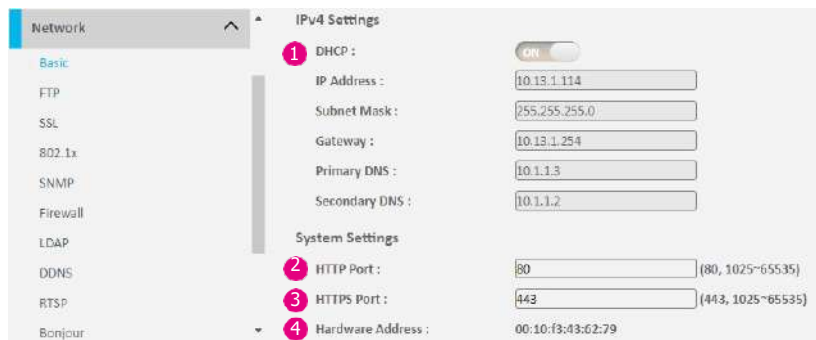 Network
Basic
FTP
SSL
802.1x
SNMP
Firewall
LDAP
DDNS
RTSP
Bonjour
IPv4 Settings
1 DHCP : ON
IP Address : 10.13.1.114
Subnet Mask : 255.255.255.0
Gateway : 10.13.1.254
Primary DNS : 10.1.1.3
Secondary DNS : 10.1.1.2
System Settings
2 HTTP Port : 80 (80, 1025~65535)
3 HTTPS Port : 443 (443, 1025~65535)
4 Hardware Address : 00:10:f3:43:62:79